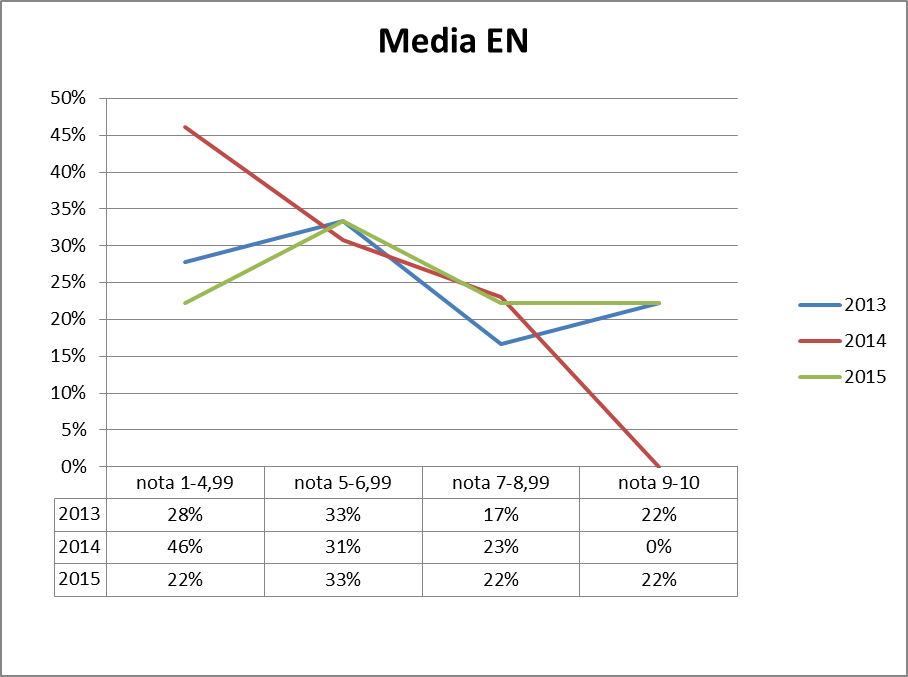 Media EN
50%
45%
40%
35%
30%
25%
20%
15%
10%
5%
0%
2013
2014
2015
nota 1-4,99 nota 5-6,99 nota 7-8,99 nota 9-10
2013 28% 33% 17% 22%
2014 46% 31% 23% 0%
2015 22% 33% 22% 22%